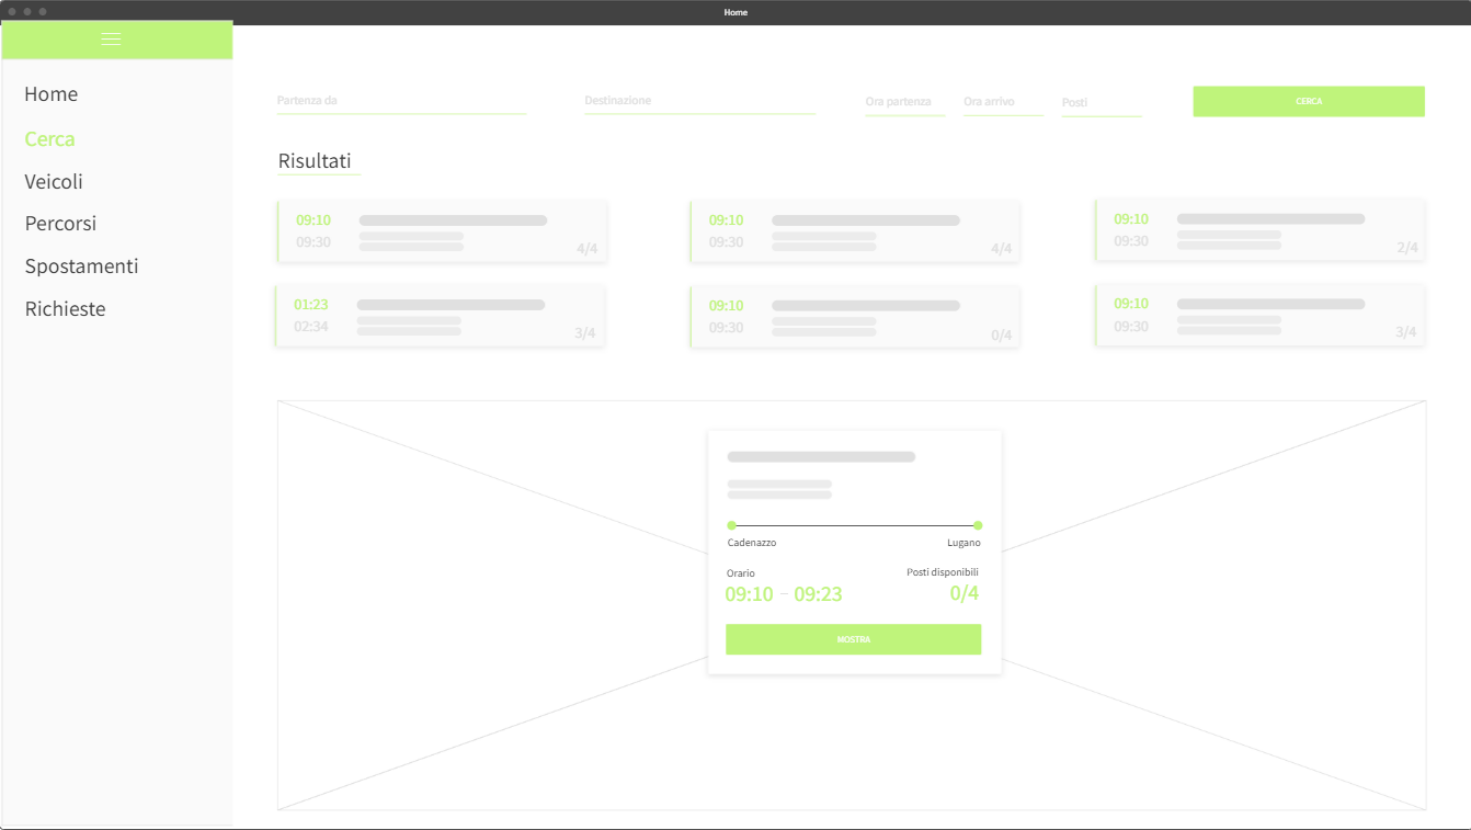 Home
Home
Cerca
Veicoli
Percorsi
Spostamenti
Richieste
Partenza da
Destinazione
Ora partenza
Ora arrivo
Posti
CERCA
Risultati
09:10
09:30
4/4
09:10
09:30
4/4
09:10
09:30
2/4
01:23
02:34
3/4
09:10
09:30
0/4
09:10
09:30
3/4
Cadenazzo
Lugano
Orario
Posti disponibili
09:10 – 09:23
0/4
MOSTRA